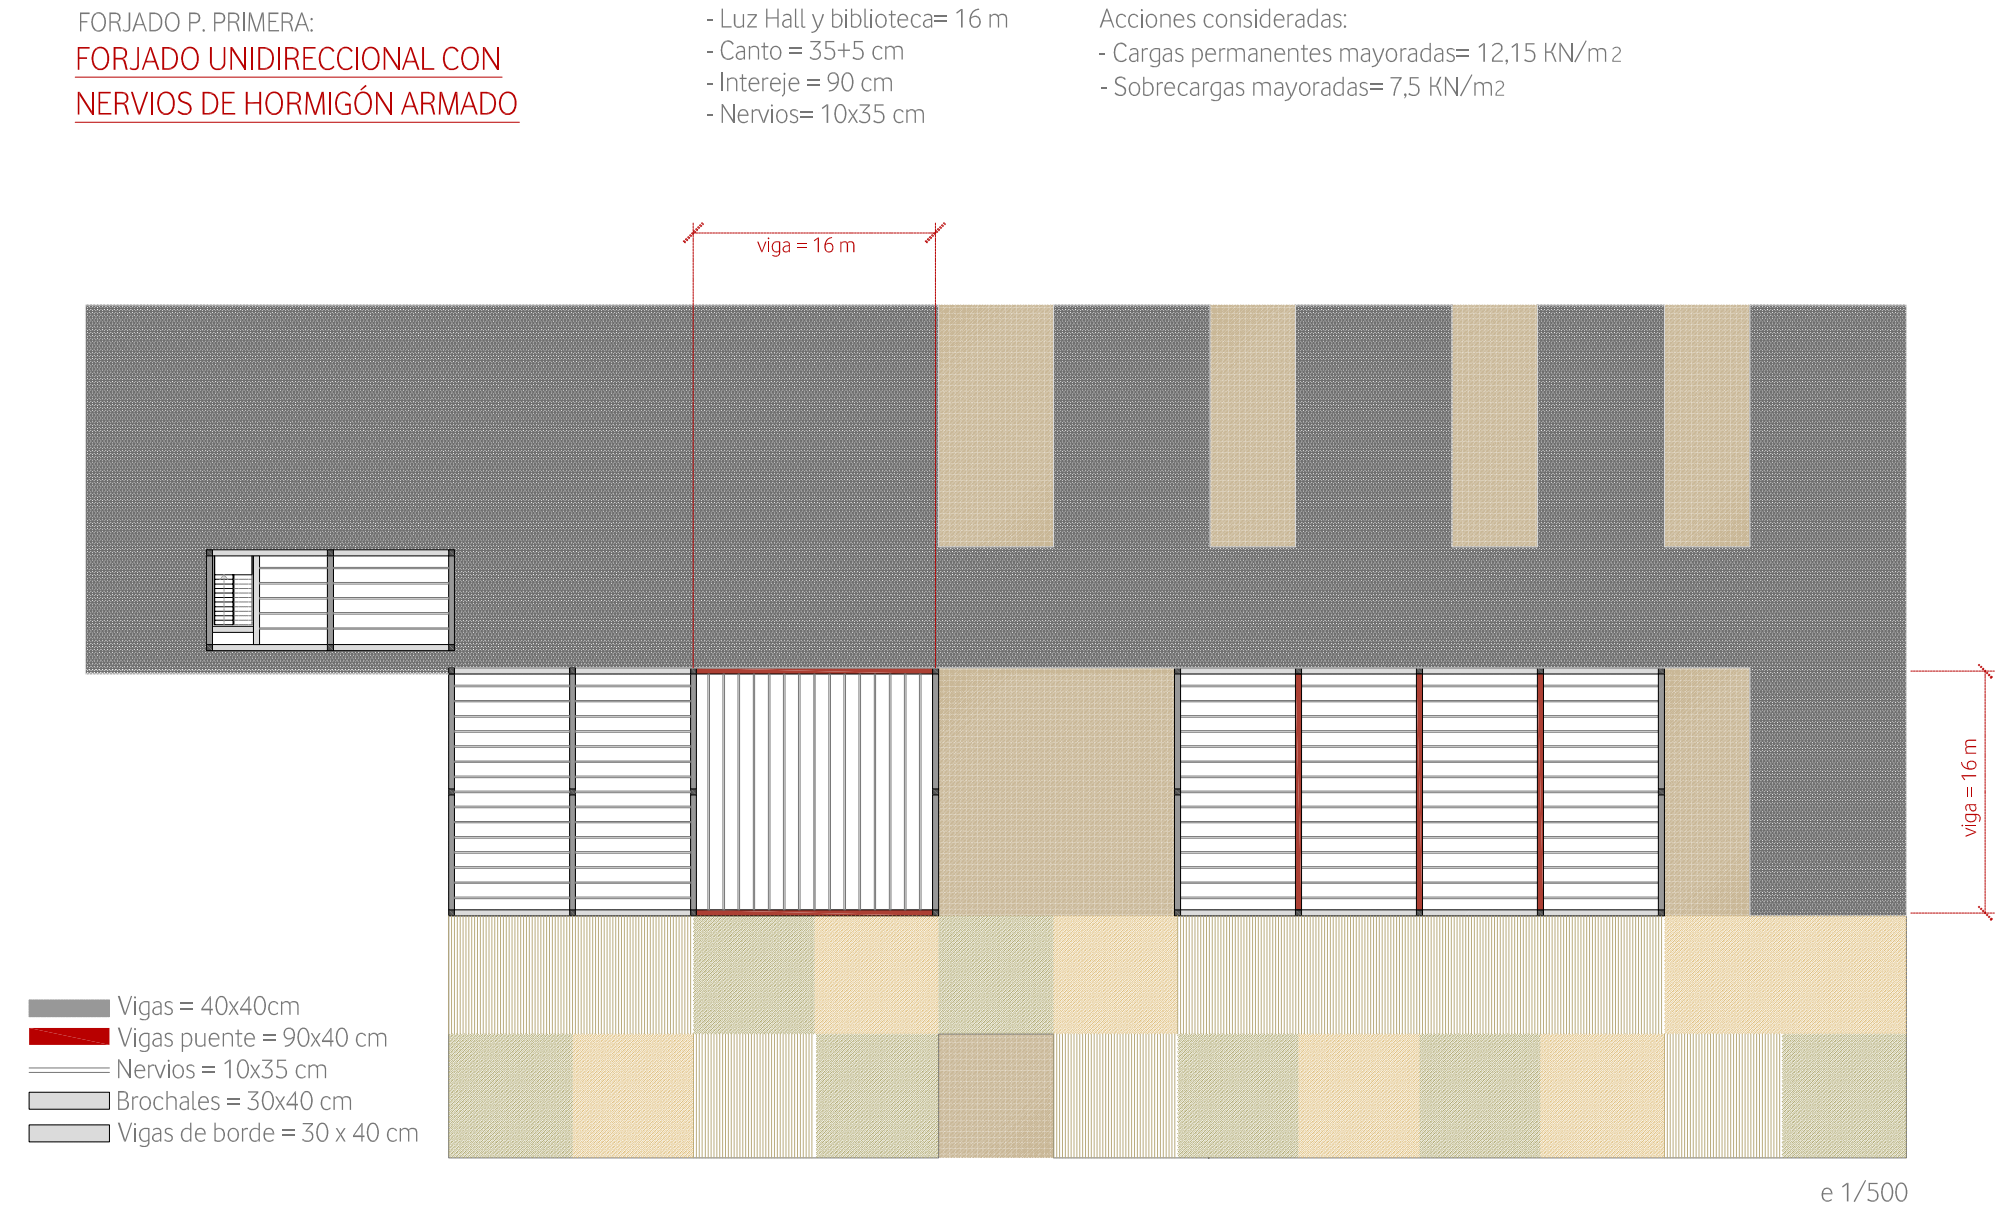 FORJADO P. PRIMERA:
FORJADO UNIDIRECCIONAL CON
NERVIOS DE HORMIGÓN ARMADO
- Luz Hall y biblioteca= 16 m
- Canto = 35+5 cm
- Intereje = 90 cm
- Nervios= 10x35 cm
Acciones consideradas:
- Cargas permanentes mayoradas= 12,15 KN/m2
- Sobrecargas mayoradas= 7,5 KN/m2
viga = 16 m
viga = 16 m
Vigas = 40x40cm
Vigas puente = 90x40 cm
Nervios = 10x35 cm
Brochales = 30x40 cm
Vigas de borde = 30 x 40 cm
e 1/500